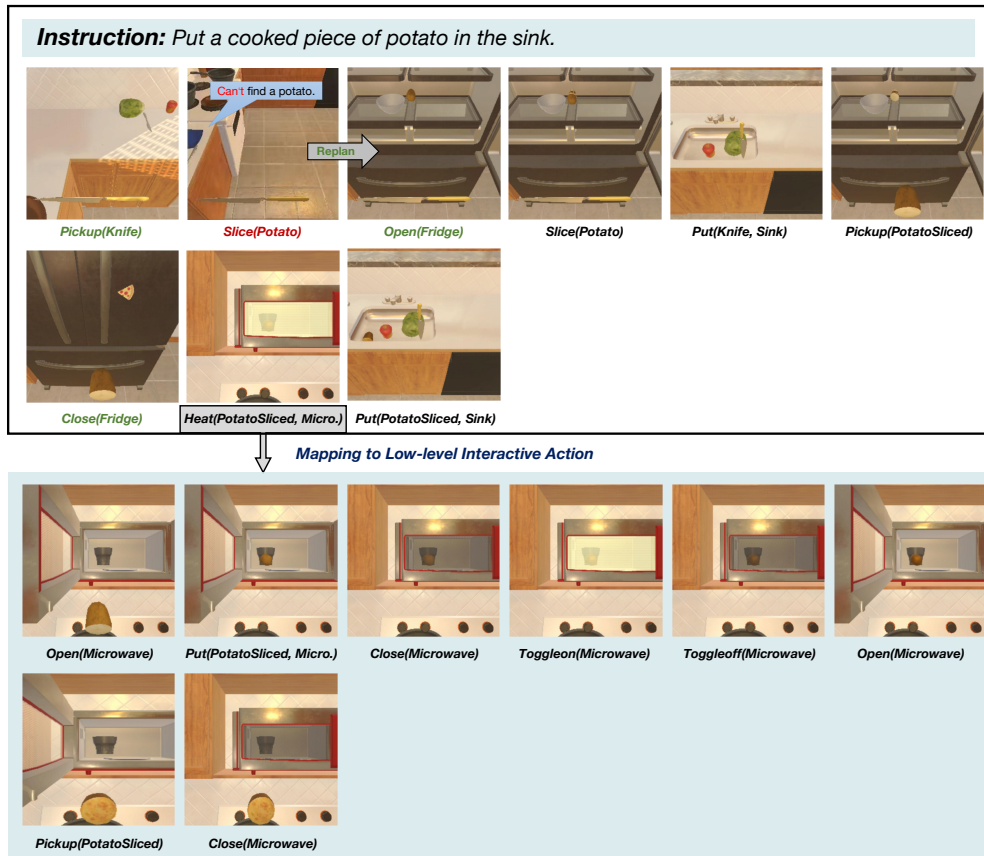 Instruction: Put a cooked piece of potato in the sink.
Can't find a potato.
Replan
Pickup(Knife)
Slice(Potato)
Open(Fridge)
Slice(Potato)
Put(Knife, Sink)
Pickup(PotatoSliced)
Close(Fridge)
Heat(PotatoSliced, Micro.)
Put(PotatoSliced, Sink)
Mapping to Low-level Interactive Action
Open(Microwave)
Put(PotatoSliced, Micro.)
Close(Microwave)
Toggleon(Microwave)
Toggleoff(Microwave)
Open(Microwave)
Pickup(PotatoSliced)
Close(Microwave)